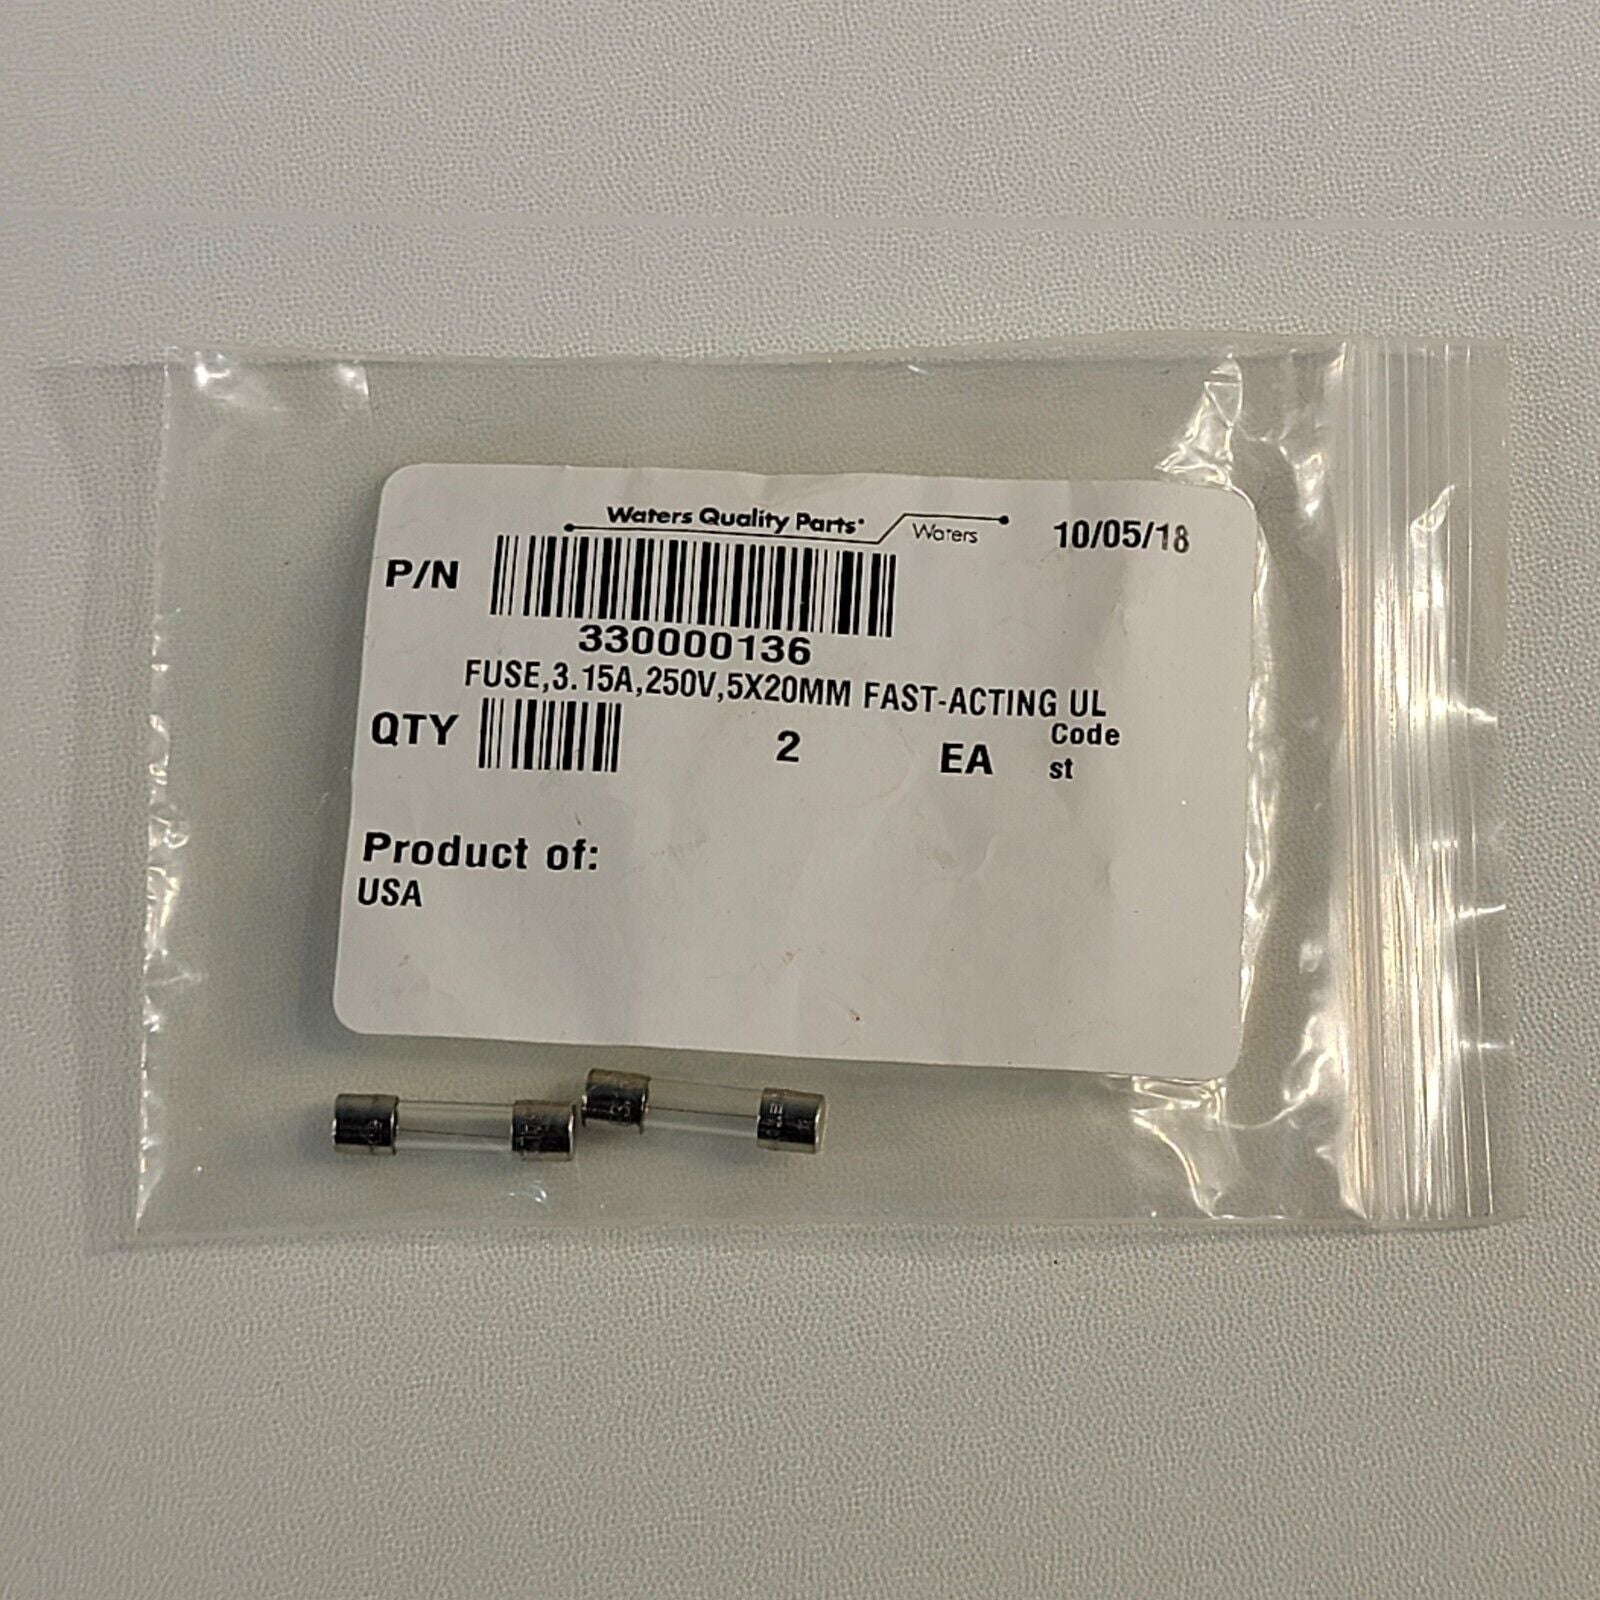 Waters Quality Parts Waters 10/05/18
P/N
330000136
FUSE,3.15A,250V,5X20MM FAST-ACTING UL
QTY 2 EA Code
st
Product of:
USA